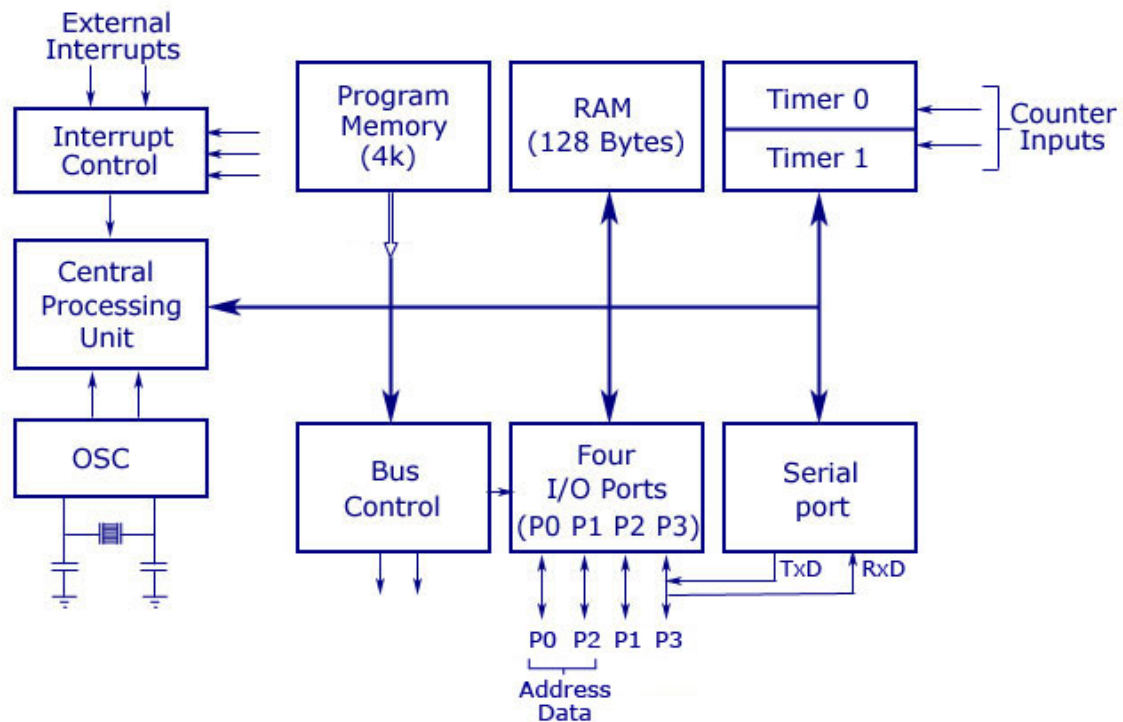 External
Interrupts
Interrupt
Control
Program
Memory
(4k)
RAM
(128 Bytes)
Timer 0
Timer 1
Counter
Inputs
Central
Processing
Unit
OSC
Bus
Control
Four
I/O Ports
(P0 P1 P2 P3)
Serial
port
TxD
RxD
P0 P2 P1 P3
Address
Data